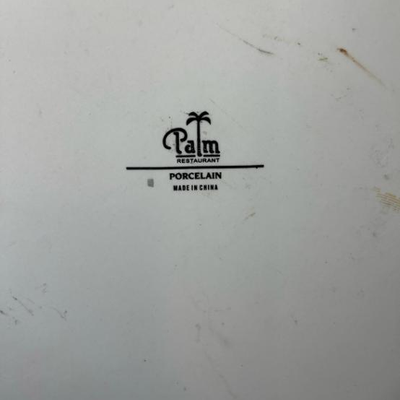 Palm
RESTAURANT
PORCELAIN
MADE IN CHINA